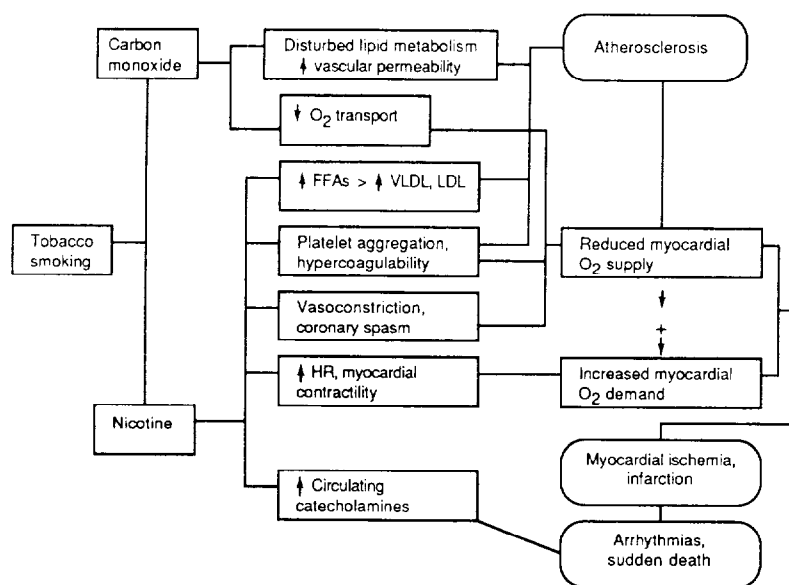 Carbon
monoxide
Disturbed lipid metabolism
↑ vascular permeability
Atherosclerosis
↓ O2 transport
↑ FFAs > ↑ VLDL, LDL
Tobacco
smoking
Platelet aggregation,
hypercoagulability
Reduced myocardial
O2 supply
↓
+
↓
Vasoconstriction,
coronary spasm
↑ HR, myocardial
contractility
Increased myocardial
O2 demand
Nicotine
Myocardial ischemia,
infarction
↑ Circulating
catecholamines
Arrhythmias,
sudden death